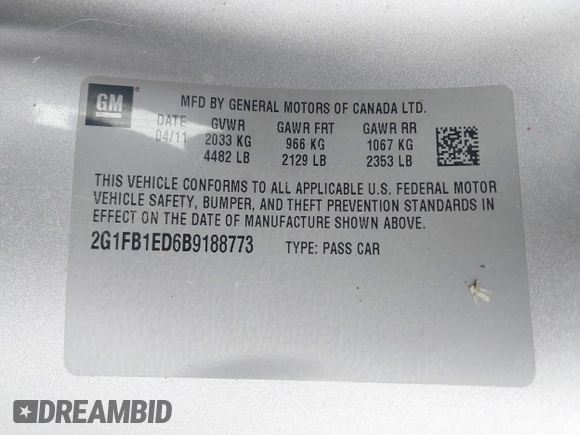 GM
MFD BY GENERAL MOTORS OF CANADA LTD.
DATE GVWR GAWR FRT GAWR RR
04/11 2033 KG 966 KG 1067 KG
4482 LB 2129 LB 2353 LB
THIS VEHICLE CONFORMS TO ALL APPLICABLE U.S. FEDERAL MOTOR
VEHICLE SAFETY, BUMPER, AND THEFT PREVENTION STANDARDS IN
EFFECT ON THE DATE OF MANUFACTURE SHOWN ABOVE.
2G1FB1ED6B9188773 TYPE: PASS CAR
DREAMBID